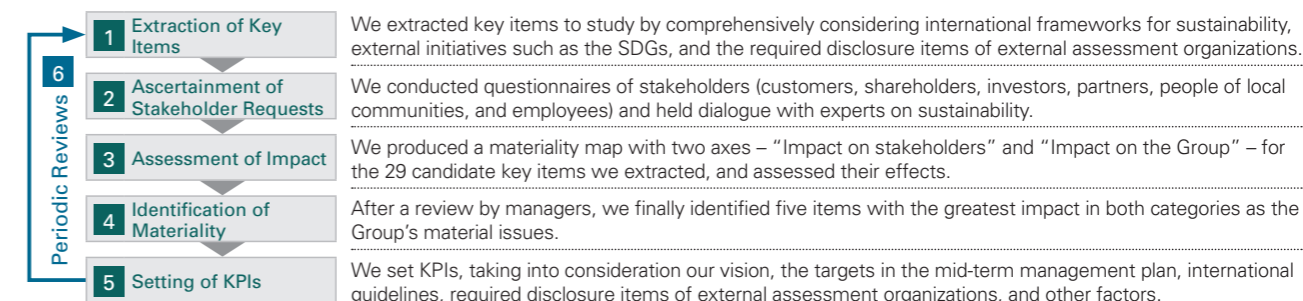 1 Extraction of Key
Items
We extracted key items to study by comprehensively considering international frameworks for sustainability,
external initiatives such as the SDGs, and the required disclosure items of external assessment organizations.
6 Periodic Reviews
2 Ascertainment of
Stakeholder Requests
We conducted questionnaires of stakeholders (customers, shareholders, investors, partners, people of local
communities, and employees) and held dialogue with experts on sustainability.
3 Assessment of Impact
We produced a materiality map with two axes – “Impact on stakeholders” and “Impact on the Group” – for
the 29 candidate key items we extracted, and assessed their effects.
4 Identification of
Materiality
After a review by managers, we finally identified five items with the greatest impact in both categories as the
Group’s material issues.
5 Setting of KPIs
We set KPIs, taking into consideration our vision, the targets in the mid-term management plan, international
guidelines, required disclosure items of external assessment organizations, and other factors.